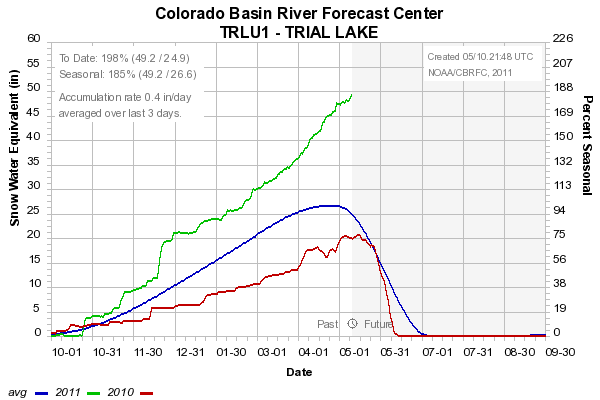 Colorado Basin River Forecast Center
TRLU1 - TRIAL LAKE
To Date: 198% (49.2 / 24.9)
Seasonal: 185% (49.2 / 26.6)
Accumulation rate 0.4 in/day
averaged over last 3 days.
Created 05/10.21:48 UTC
NOAA/CBRFC, 2011
Snow Water Equivalent (in)
60
55
50
45
40
35
30
25
20
15
10
5
0
Percent Seasonal
226
207
188
169
150
132
113
94
75
56
38
19
0
Past
Future
10-01 10-31 11-30 12-31 01-30 03-01 04-01 05-01 05-31 07-01 07-31 08-30 09-30
Date
avg 2011 2010